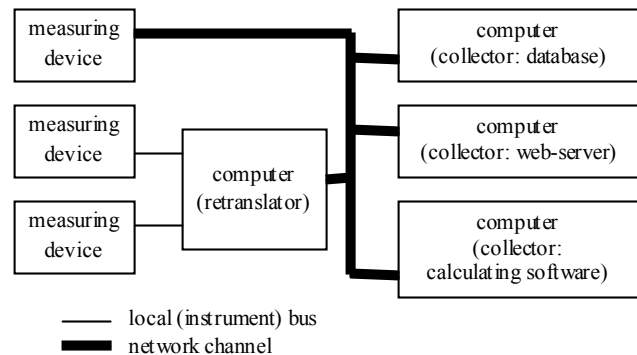 measuring
device
computer
(collector: database)
measuring
device
computer
(collector: web-server)
computer
(retranslator)
measuring
device
computer
(collector:
calculating software)
local (instrument) bus
network channel